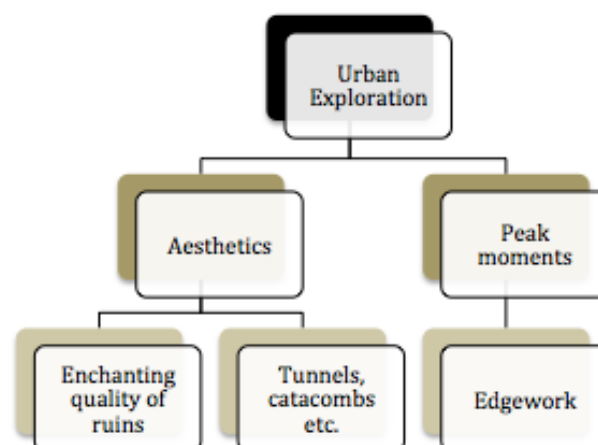 Urban
Exploration
Aesthetics
Peak
moments
Enchanting
quality of
ruins
Tunnels,
catacombs
etc.
Edgework